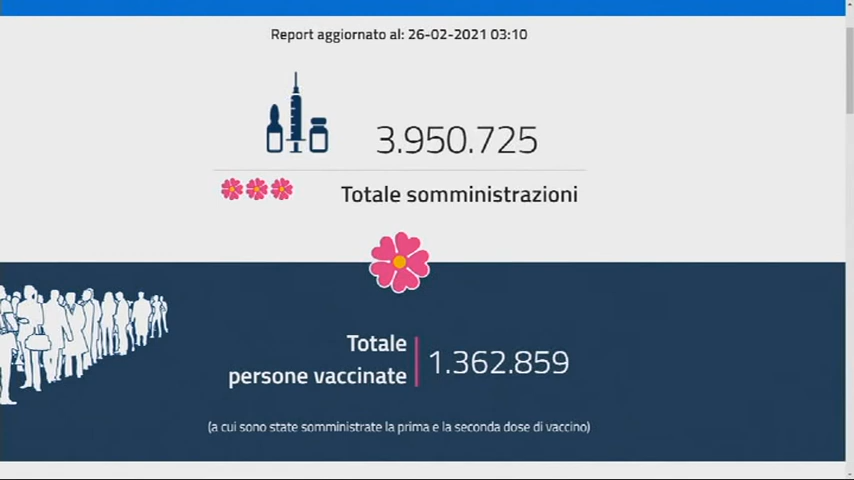 Report aggiornato al: 26-02-2021 03:10
3.950.725
Totale somministrazioni
Totale
persone vaccinate
1.362.859
(a cui sono state somministrate la prima e la seconda dose di vaccino)